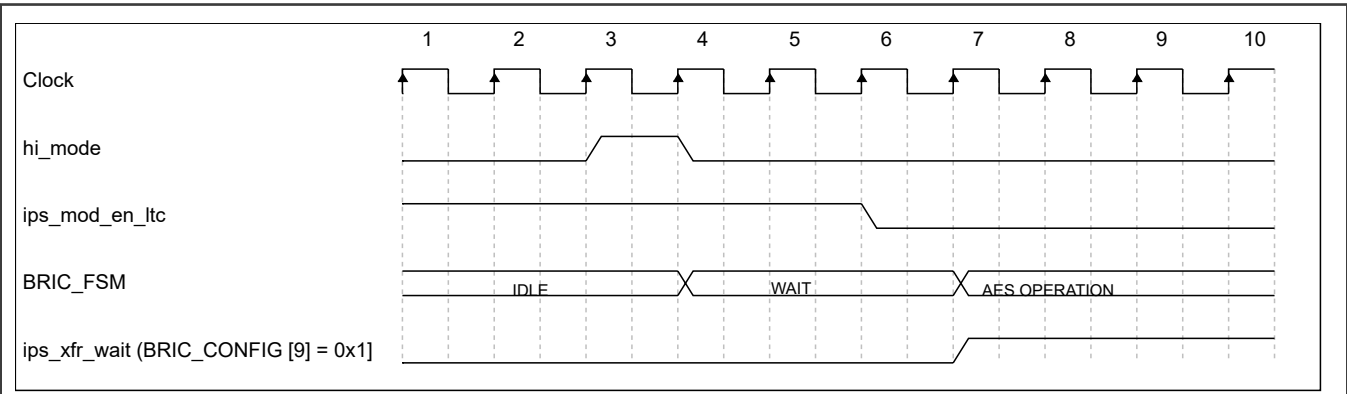 1 2 3 4 5 6 7 8 9 10
Clock
hi_mode
ips_mod_en_ltc
BRIC_FSM IDLE WAIT AES OPERATION
ips_xfr_wait (BRIC_CONFIG [9] = 0x1]